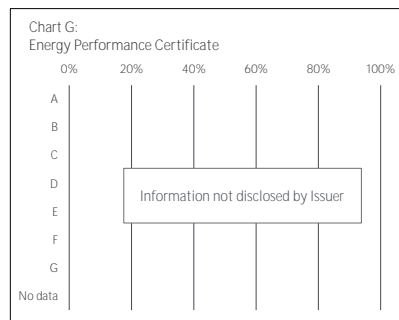 Chart G:
Energy Performance Certificate
0% 20% 40% 60% 80% 100%
A
B
C
D
Information not disclosed by Issuer
E
F
G
No data